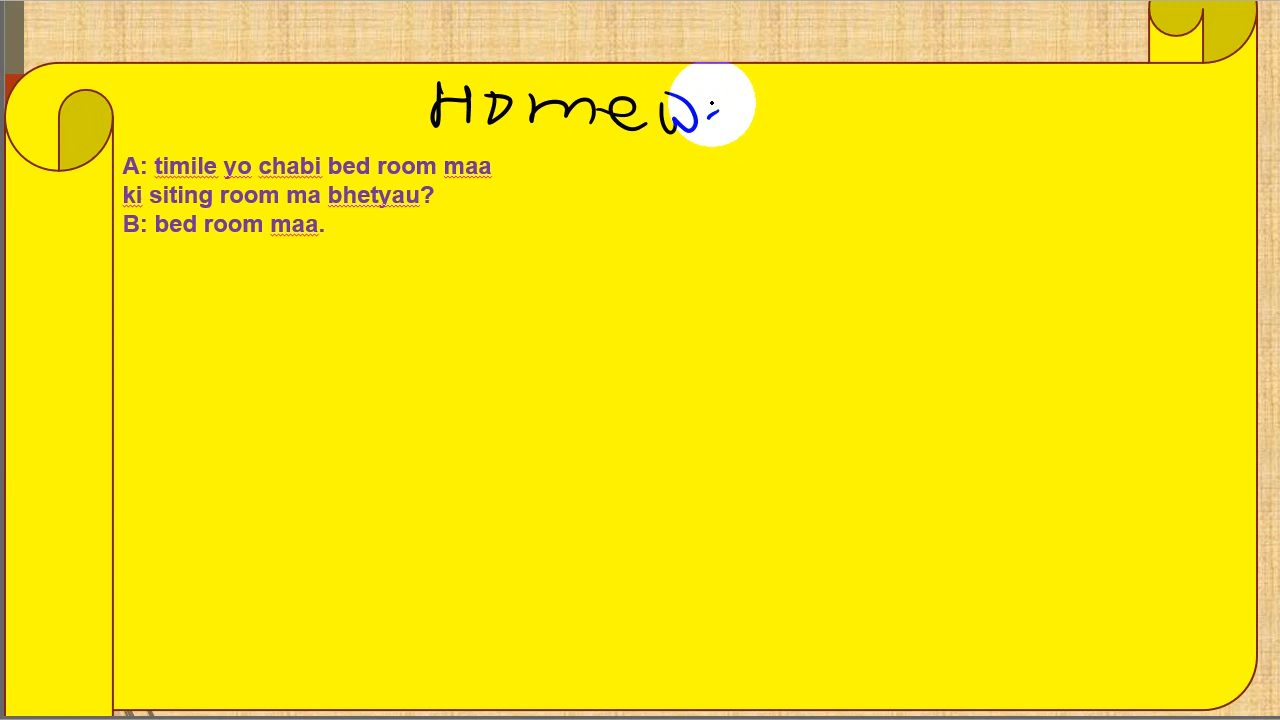 Homew
A: timile yo chabi bed room maa
ki siting room ma bhetyau?
B: bed room maa.